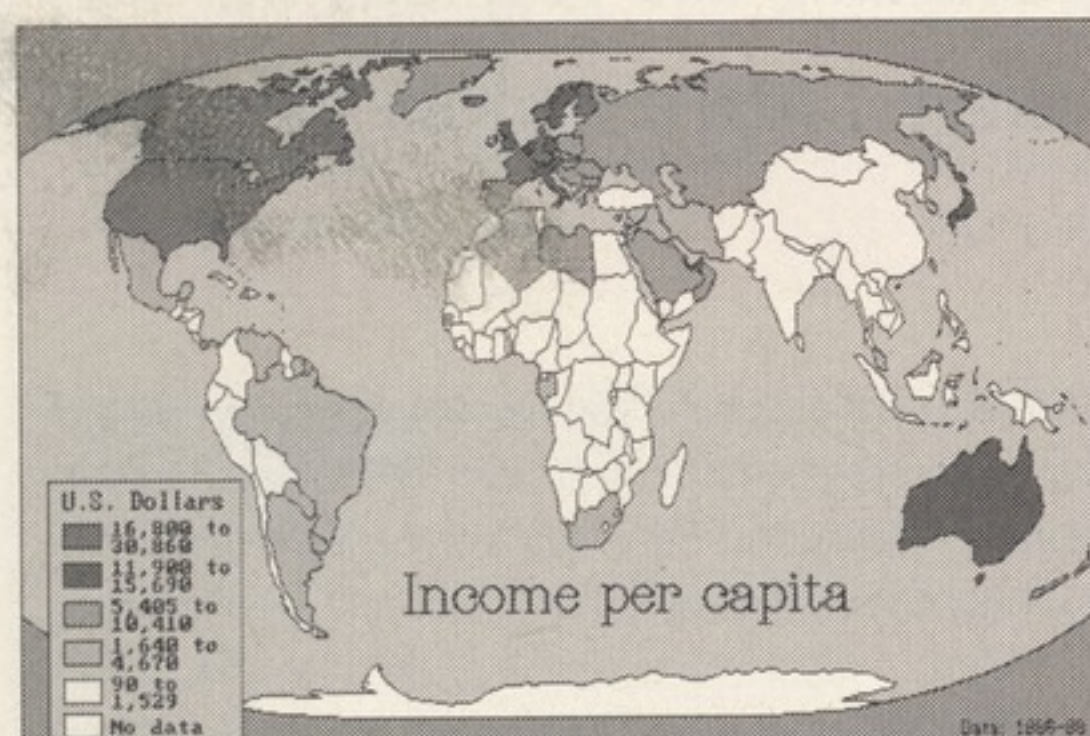 U.S. Dollars
16,800 to
30,860
11,900 to
15,690
5,405 to
10,410
1,640 to
4,670
90 to
1,529
No data
Income per capita
Data: